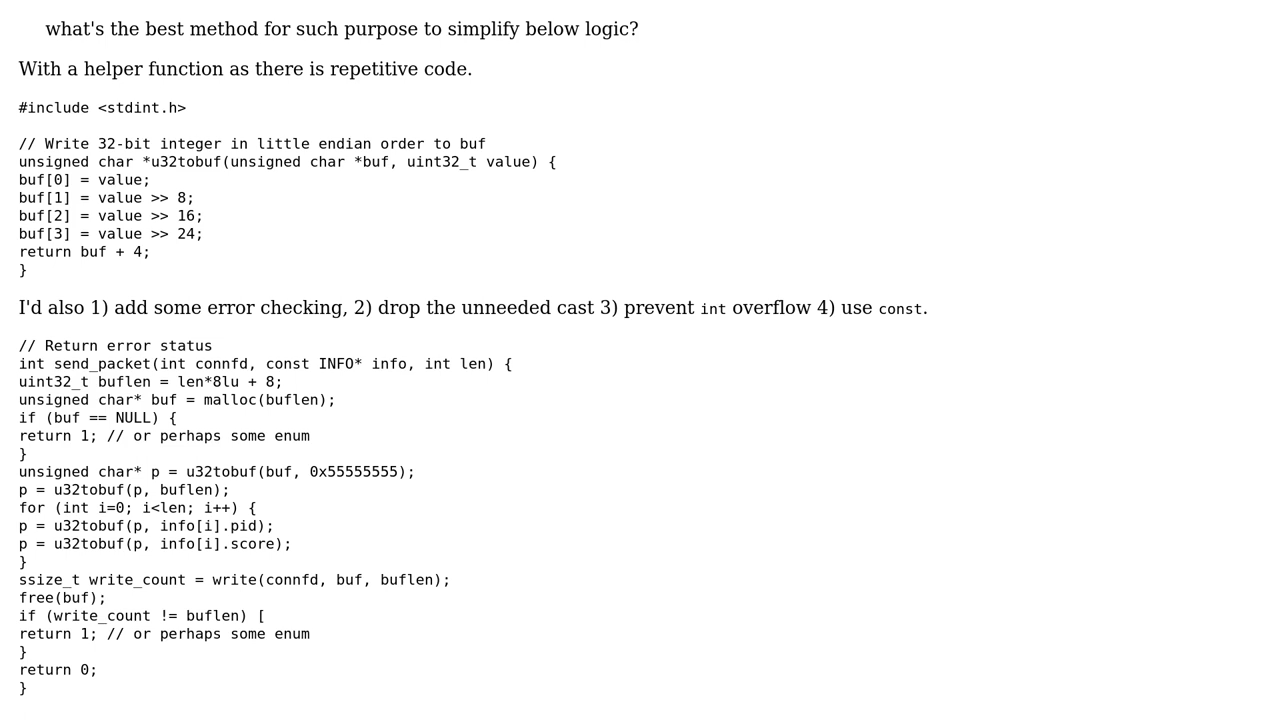 what's the best method for such purpose to simplify below logic?
With a helper function as there is repetitive code.
#include <stdint.h>
// Write 32-bit integer in little endian order to buf
unsigned char *u32tobuf(unsigned char *buf, uint32_t value) {
buf[0] = value;
buf[1] = value >> 8;
buf[2] = value >> 16;
buf[3] = value >> 24;
return buf + 4;
}
I'd also 1) add some error checking, 2) drop the unneeded cast 3) prevent int overflow 4) use const.
// Return error status
int send_packet(int connfd, const INFO* info, int len) {
uint32_t buflen = len*8lu + 8;
unsigned char* buf = malloc(buflen);
if (buf == NULL) {
return 1; // or perhaps some enum
}
unsigned char* p = u32tobuf(buf, 0x55555555);
p = u32tobuf(p, buflen);
for (int i=0; i<len; i++) {
p = u32tobuf(p, info[i].pid);
p = u32tobuf(p, info[i].score);
}
ssize_t write_count = write(connfd, buf, buflen);
free(buf);
if (write_count != buflen) [
return 1; // or perhaps some enum
}
return 0;
}